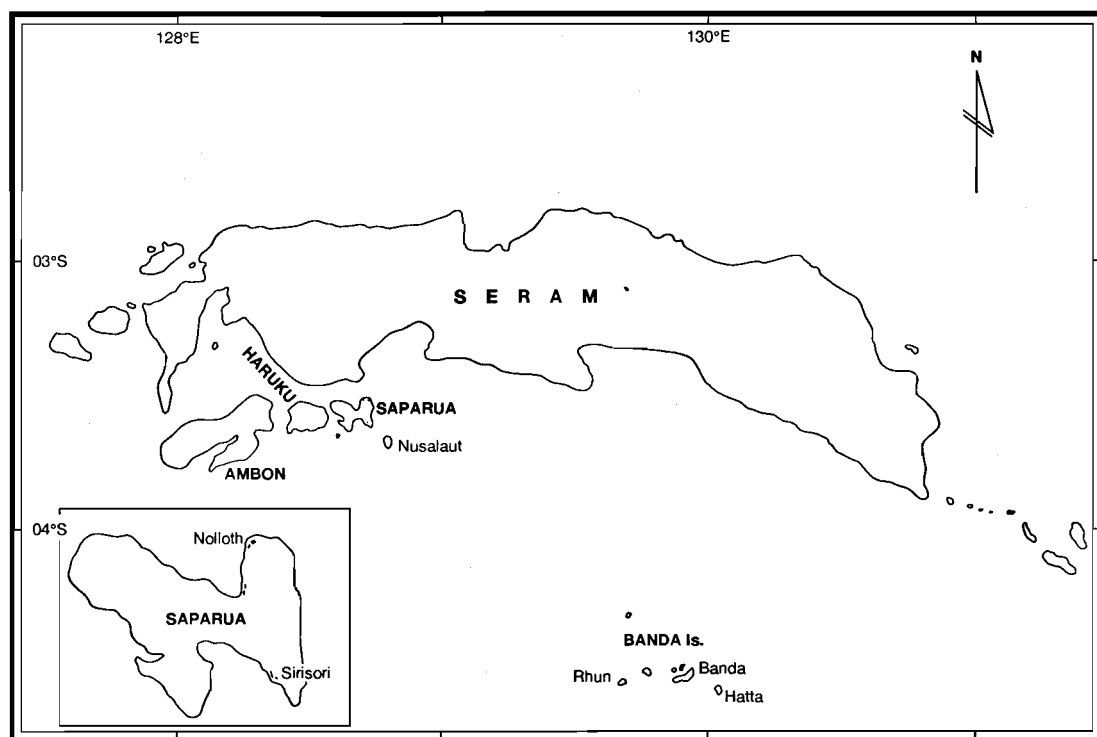 128°E
130°E
N
03°S
S E R A M
HARUKU
SAPARUA
Nusalaut
AMBON
04°S
Nolloth
SAPARUA
Sirisori
BANDA Is.
Rhun
Banda
Hatta